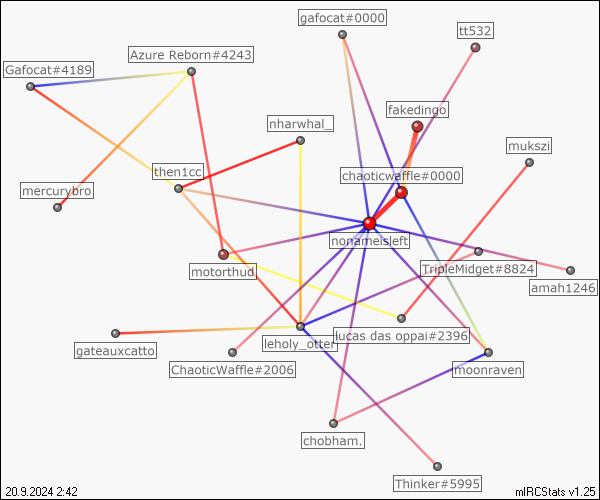 gafocat#0000
tt532
Azure Reborn#4243
Gafocat#4189
fakedingo
nharwhal_
mukszi
then1cc
chaoticwaffle#0000
mercurybro
nonameisleft
motorthud
TripleMidget#8824
amah1246
lucas das oppai#2396
leholy_otter
gateauxcatto
ChaoticWaffle#2006
moonraven
chobham.
Thinker#5995
20.9.2024 2:42
mIRCStats v1.25